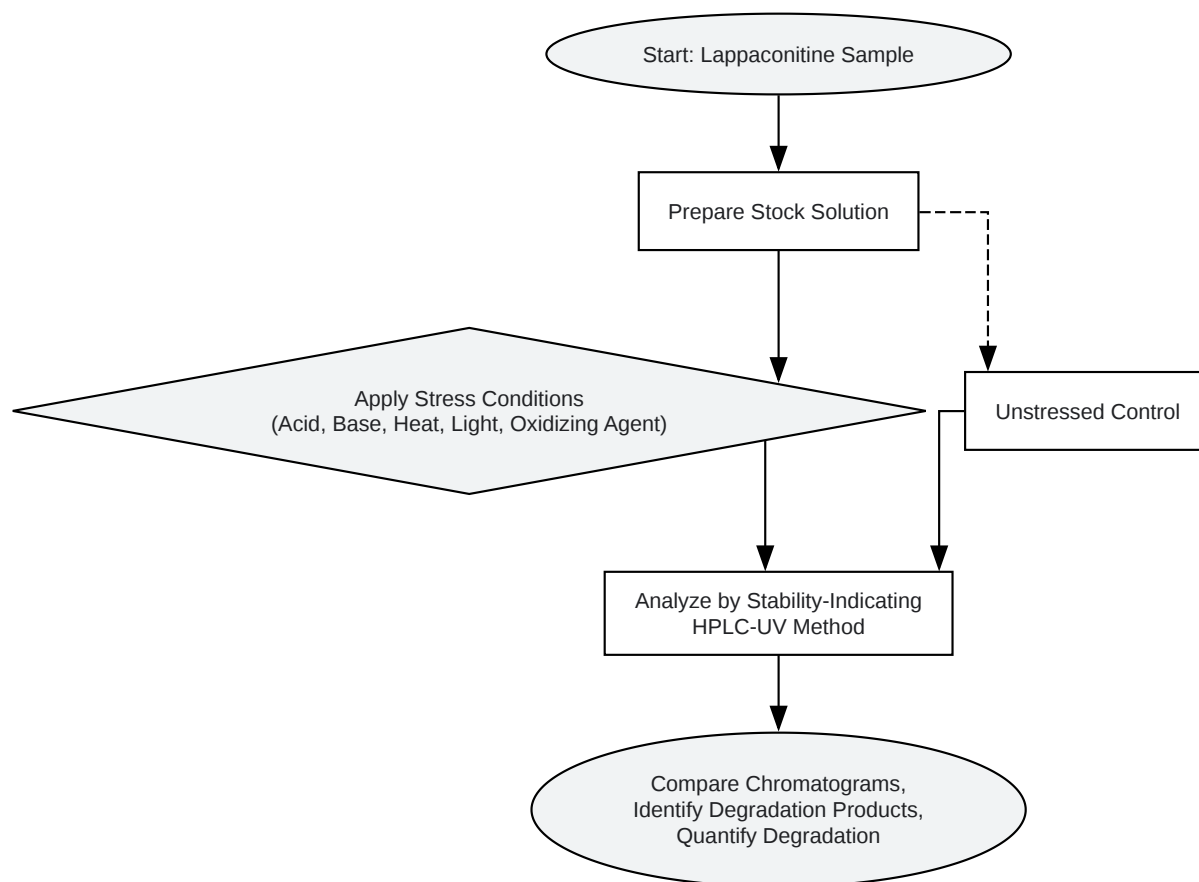 Start: Lappaconitine Sample
Prepare Stock Solution
Apply Stress Conditions
(Acid, Base, Heat, Light, Oxidizing Agent)
Unstressed Control
Analyze by Stability-Indicating
HPLC-UV Method
Compare Chromatograms,
Identify Degradation Products,
Quantify Degradation